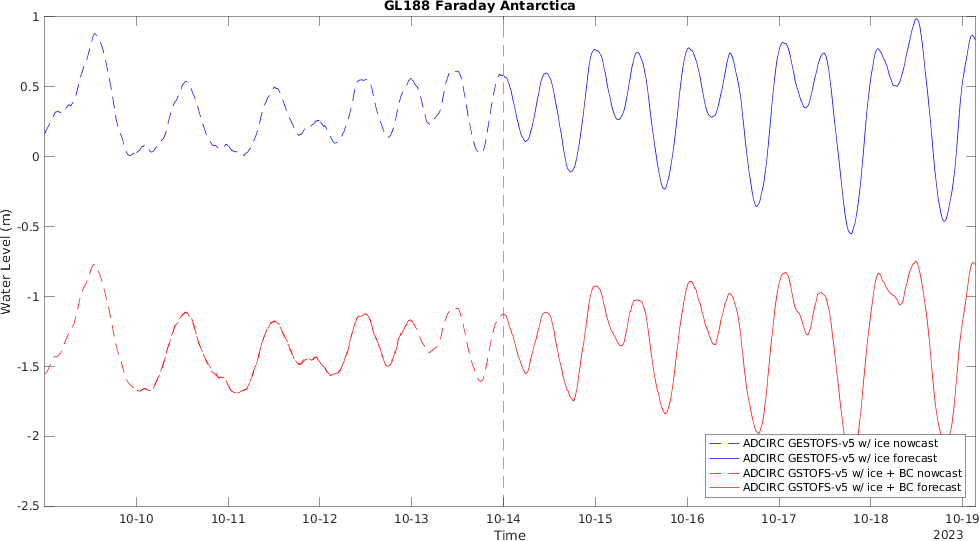 GL188 Faraday Antarctica
1
0.5
0
-0.5
-1
-1.5
-2
-2.5
Water Level (m)
ADCIRC GESTOFS-v5 w/ ice nowcast
ADCIRC GESTOFS-v5 w/ ice forecast
ADCIRC GSTOFS-v5 w/ ice + BC nowcast
ADCIRC GSTOFS-v5 w/ ice + BC forecast
10-10 10-11 10-12 10-13 10-14 10-15 10-16 10-17 10-18 10-19
Time 2023